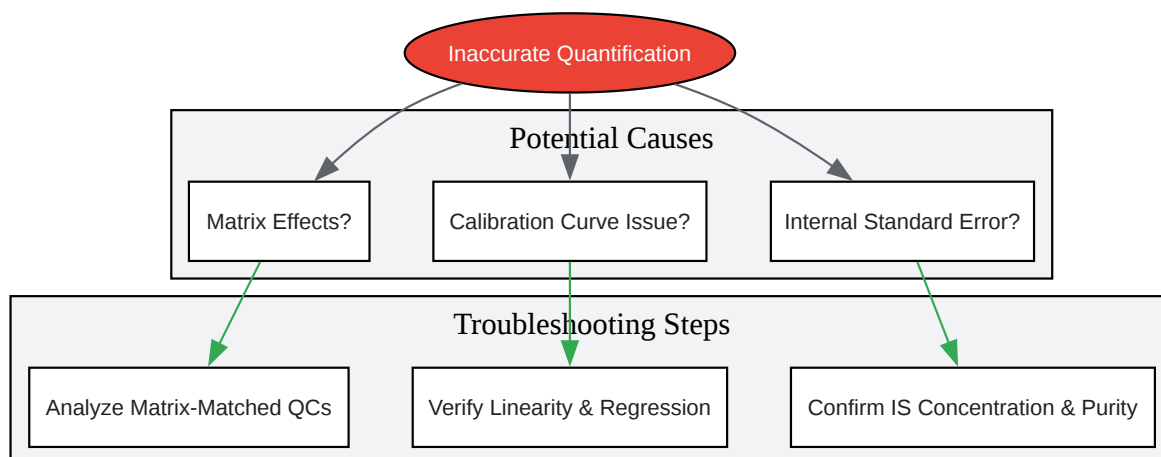 Inaccurate Quantification
Potential Causes
Matrix Effects?
Calibration Curve Issue?
Internal Standard Error?
Troubleshooting Steps
Analyze Matrix-Matched QCs
Verify Linearity & Regression
Confirm IS Concentration & Purity